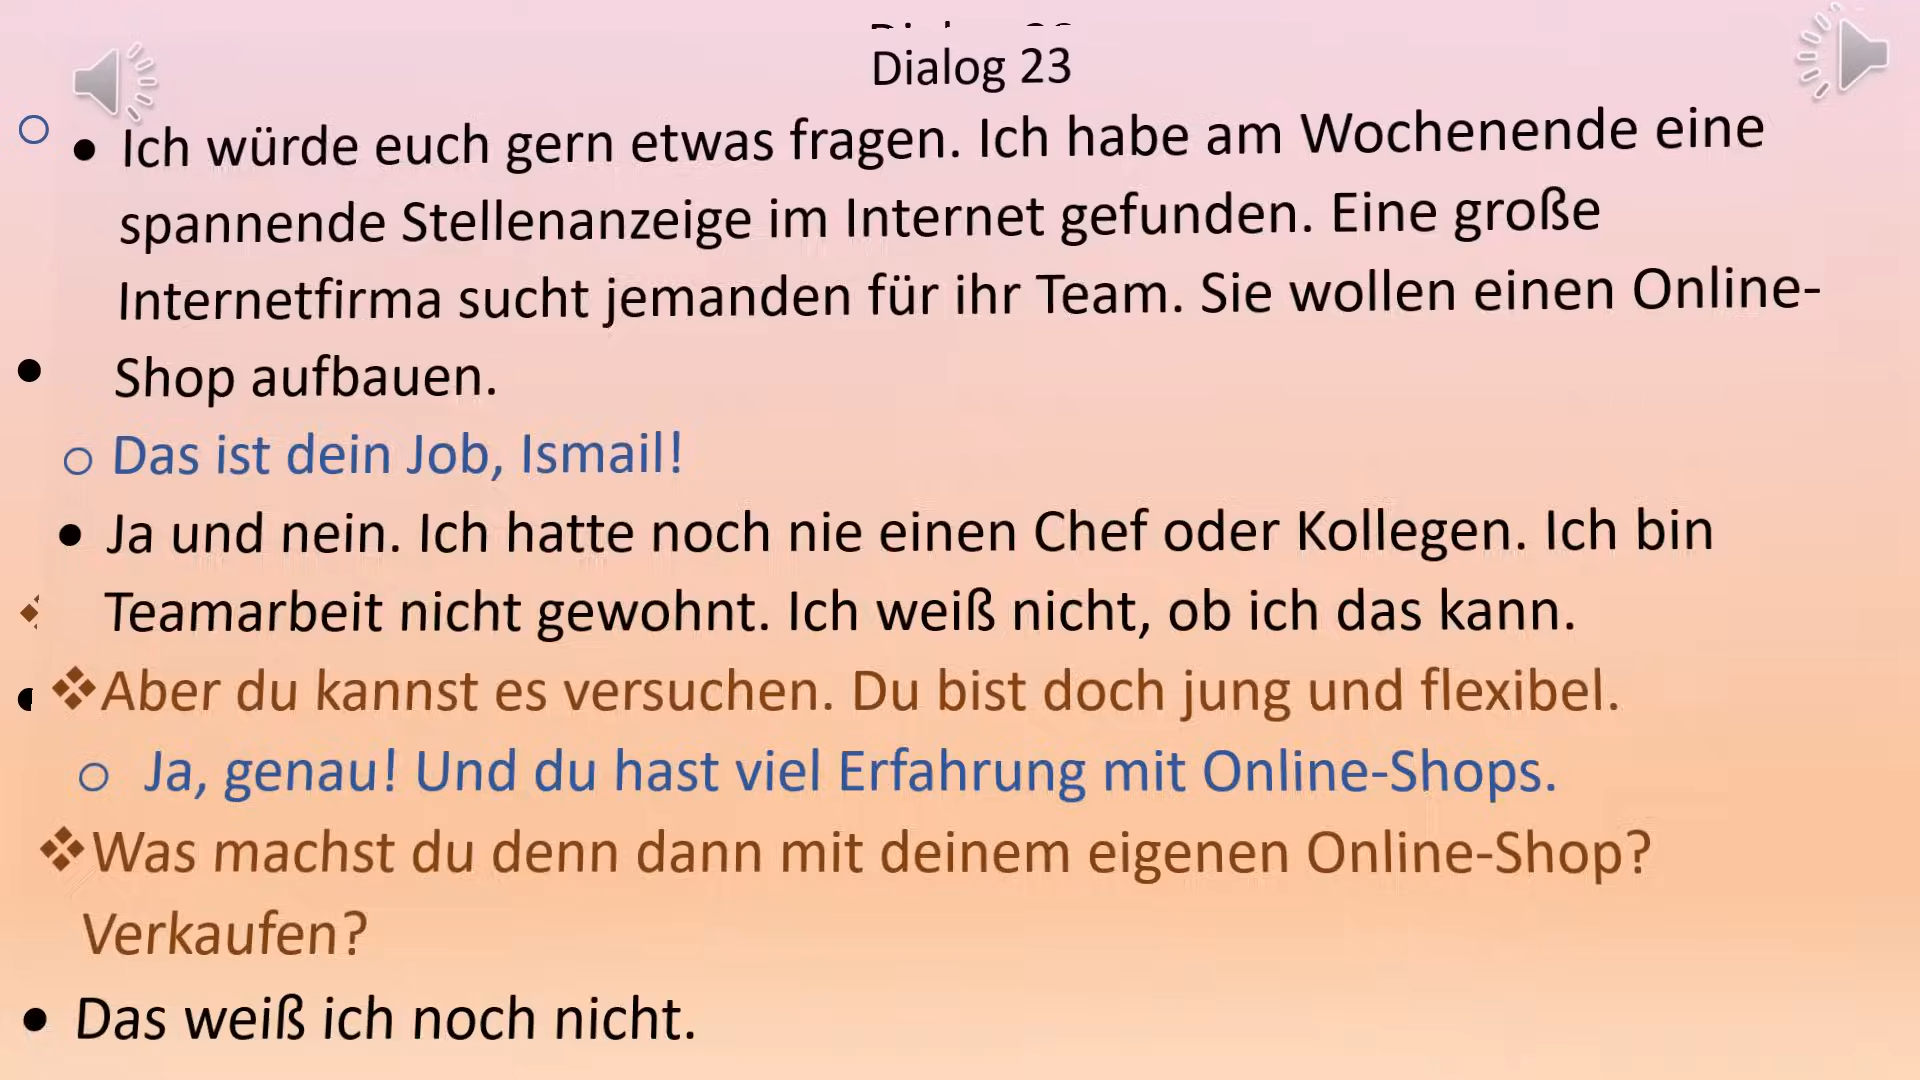 Dialog 23
• Ich würde euch gern etwas fragen. Ich habe am Wochenende eine
spannende Stellenanzeige im Internet gefunden. Eine große
Internetfirma sucht jemanden für ihr Team. Sie wollen einen Online-
Shop aufbauen.
o Das ist dein Job, Ismail!
• Ja und nein. Ich hatte noch nie einen Chef oder Kollegen. Ich bin
Teamarbeit nicht gewohnt. Ich weiß nicht, ob ich das kann.
❖Aber du kannst es versuchen. Du bist doch jung und flexibel.
o Ja, genau! Und du hast viel Erfahrung mit Online-Shops.
❖Was machst du denn dann mit deinem eigenen Online-Shop?
Verkaufen?
• Das weiß ich noch nicht.